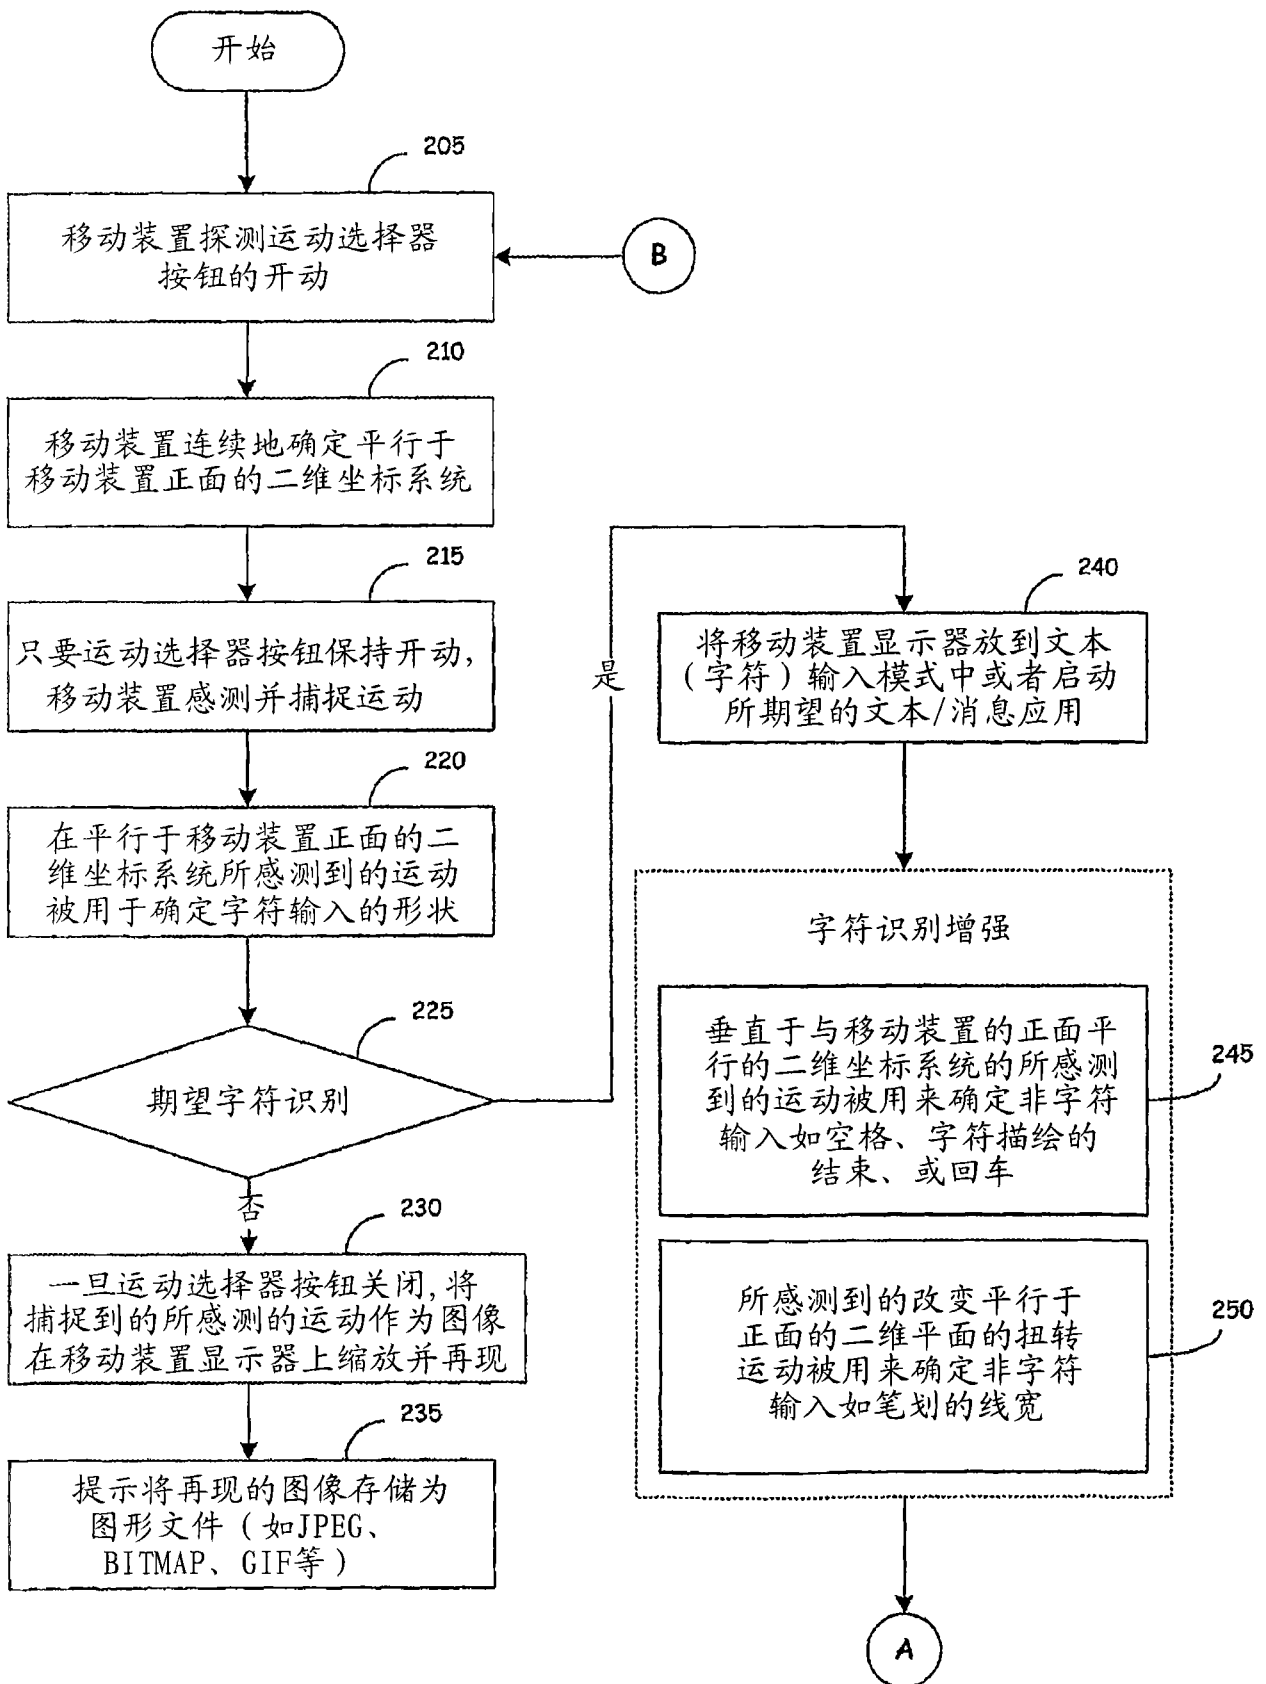 开始
205
移动装置探测运动选择器
按钮的开动
B
210
移动装置连续地确定平行于
移动装置正面的二维坐标系统
215
只要运动选择器按钮保持开动,
移动装置感测并捕捉运动
220
在平行于移动装置正面的二
维坐标系统所感测到的运动
被用于确定字符输入的形状
225
期望字符识别
否
230
一旦运动选择器按钮关闭,将
捕捉到的所感测的运动作为图像
在移动装置显示器上缩放并再现
235
提示将再现的图像存储为
图形文件(如JPEG、
BITMAP、GIF等)
是
240
将移动装置显示器放到文本
(字符)输入模式中或者启动
所期望的文本/消息应用
字符识别增强
245
垂直于与移动装置的正面平
行的二维坐标系统的所感测
到的运动被用来确定非字符
输入如空格、字符描绘的
结束、或回车
250
所感测到的改变平行于
正面的二维平面的扭转
运动被用来确定非字符
输入如笔划的线宽
A